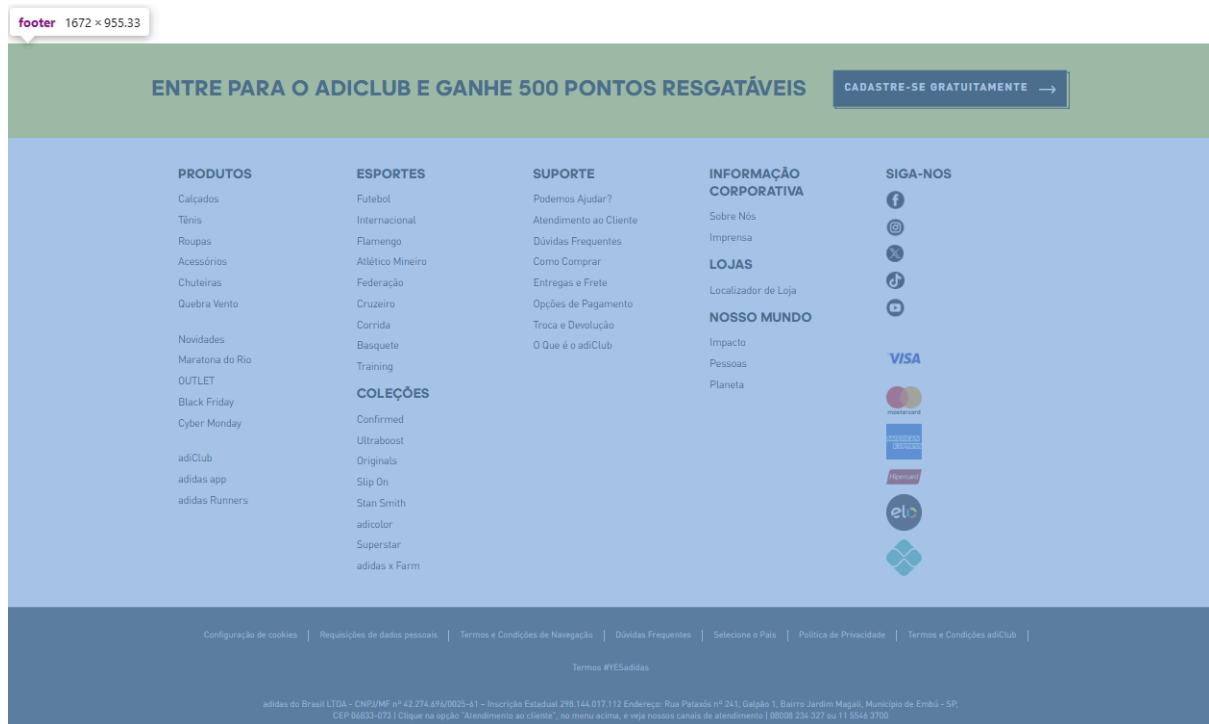 footer 1672 × 955.33
ENTRE PARA O ADICLUB E GANHE 500 PONTOS RESGATÁVEIS
CADASTRE-SE GRATUITAMENTE
PRODUTOS
Calçados
Tênis
Roupas
Acessórios
Chuteiras
Quebra Vento
Novidades
Maratona do Rio
OUTLET
Black Friday
Cyber Monday
adiClub
adidas app
adidas Runners
ESPORTES
Futebol
Internacional
Flamengo
Atlético Mineiro
Federação
Cruzeiro
Corrida
Basquete
Training
COLEÇÕES
Confirmed
Ultraboost
Originals
Slip On
Stan Smith
adicolor
Superstar
adidas x Farm
SUPORTE
Podemos Ajudar?
Atendimento ao Cliente
Dúvidas Frequentes
Como Comprar
Entregas e Frete
Opções de Pagamento
Troca e Devolução
O Que é o adiClub
INFORMAÇÃO
CORPORATIVA
Sobre Nós
Imprensa
LOJAS
Localizador de Loja
NOSSO MUNDO
Impacto
Pessoas
Planeta
SIGA-NOS
VISA
mastercard
AMERICAN
EXPRESS
Hipercard
elo
Configuração de cookies | Requisições de dados pessoais | Termos e Condições de Navegação | Dúvidas Frequentes | Selecione o País | Política de Privacidade | Termos e Condições adiClub |
Termos #YESadidas
adidas do Brasil LTDA - CNPJ/MF nº 42.274.696/0025-61 – Inscrição Estadual 298.144.017.112 Endereço: Rua Pataxós nº 241, Galpão 1, Bairro Jardim Magali, Município de Embú - SP,
CEP 06833-073 | Clique na opção "Atendimento ao cliente", no menu acima, e veja nossos canais de atendimento | 08008 234 327 ou 11 5546 3700